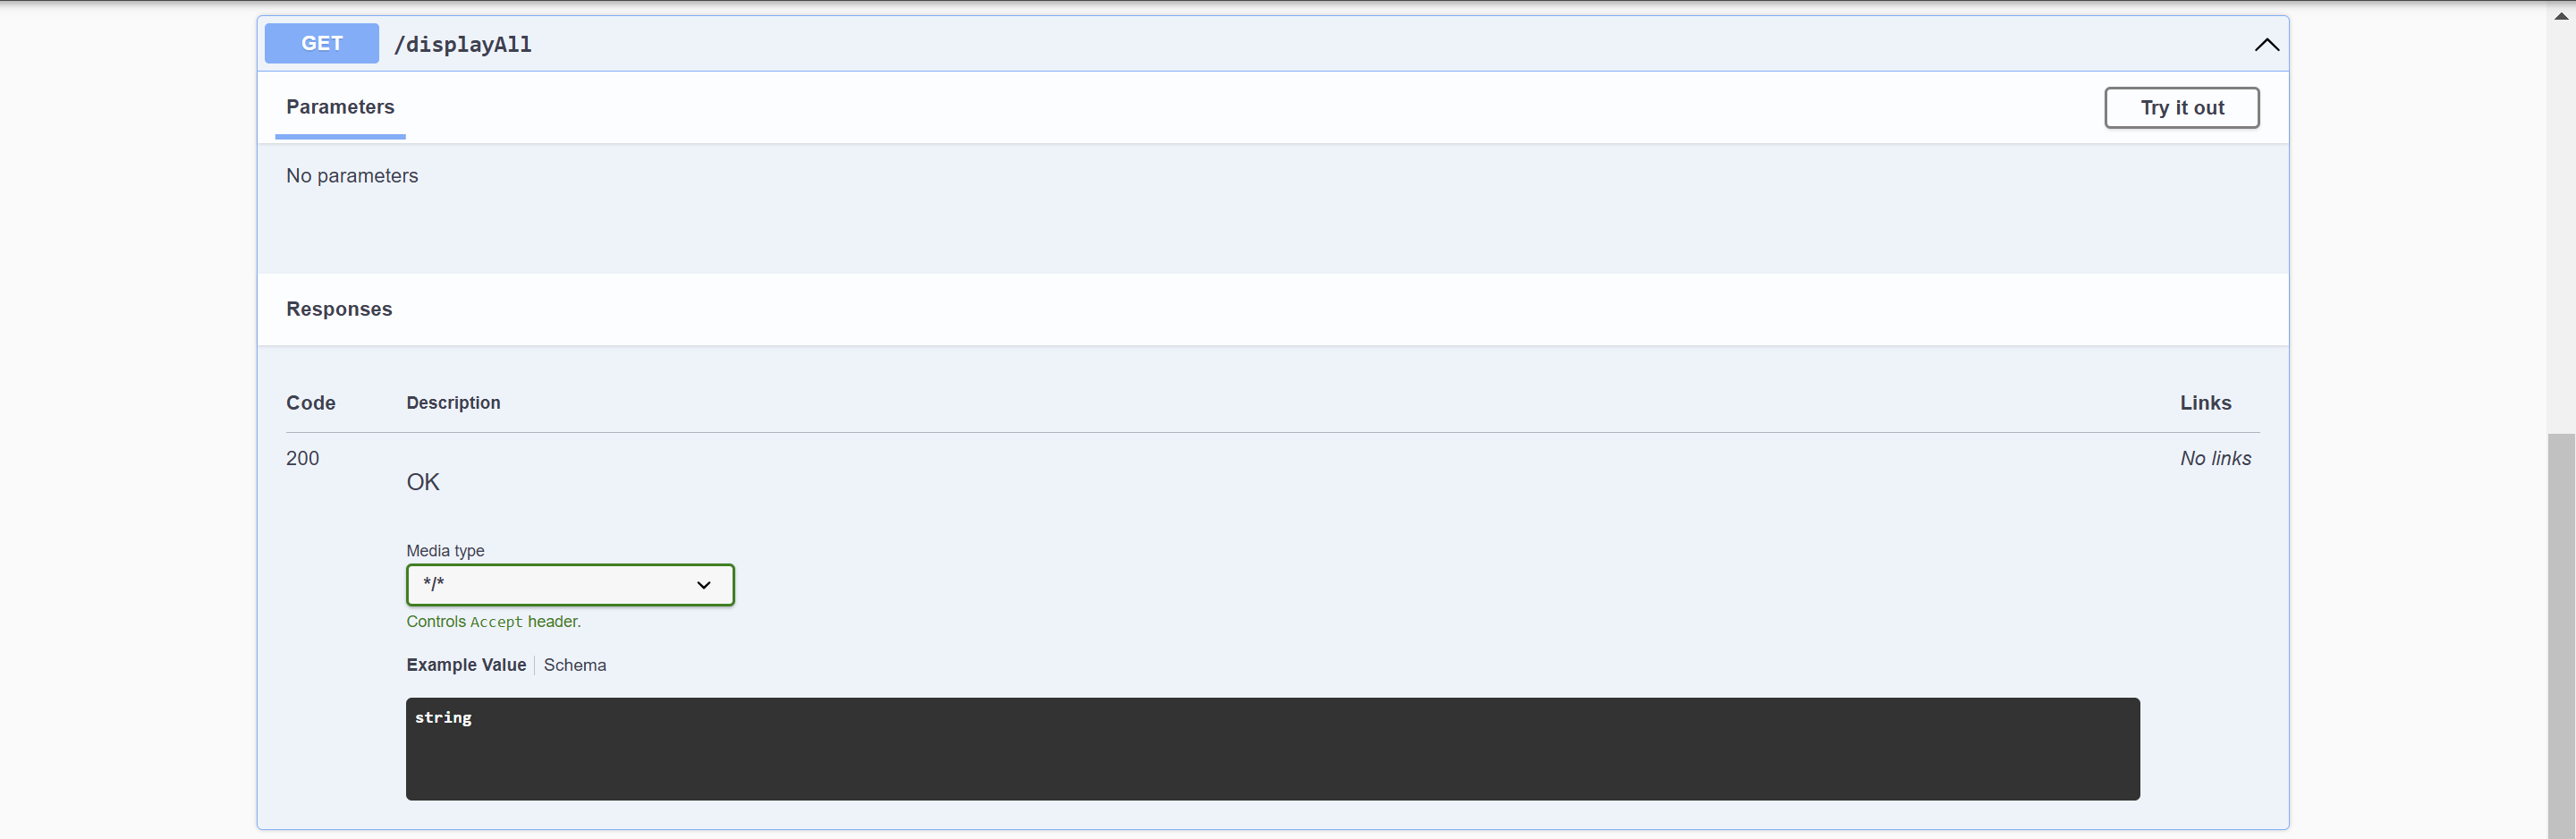 GET /displayAll
Parameters
Try it out
No parameters
Responses
Code Description Links
200 No links
OK
Media type
*/*
Controls Accept header.
Example Value Schema
string